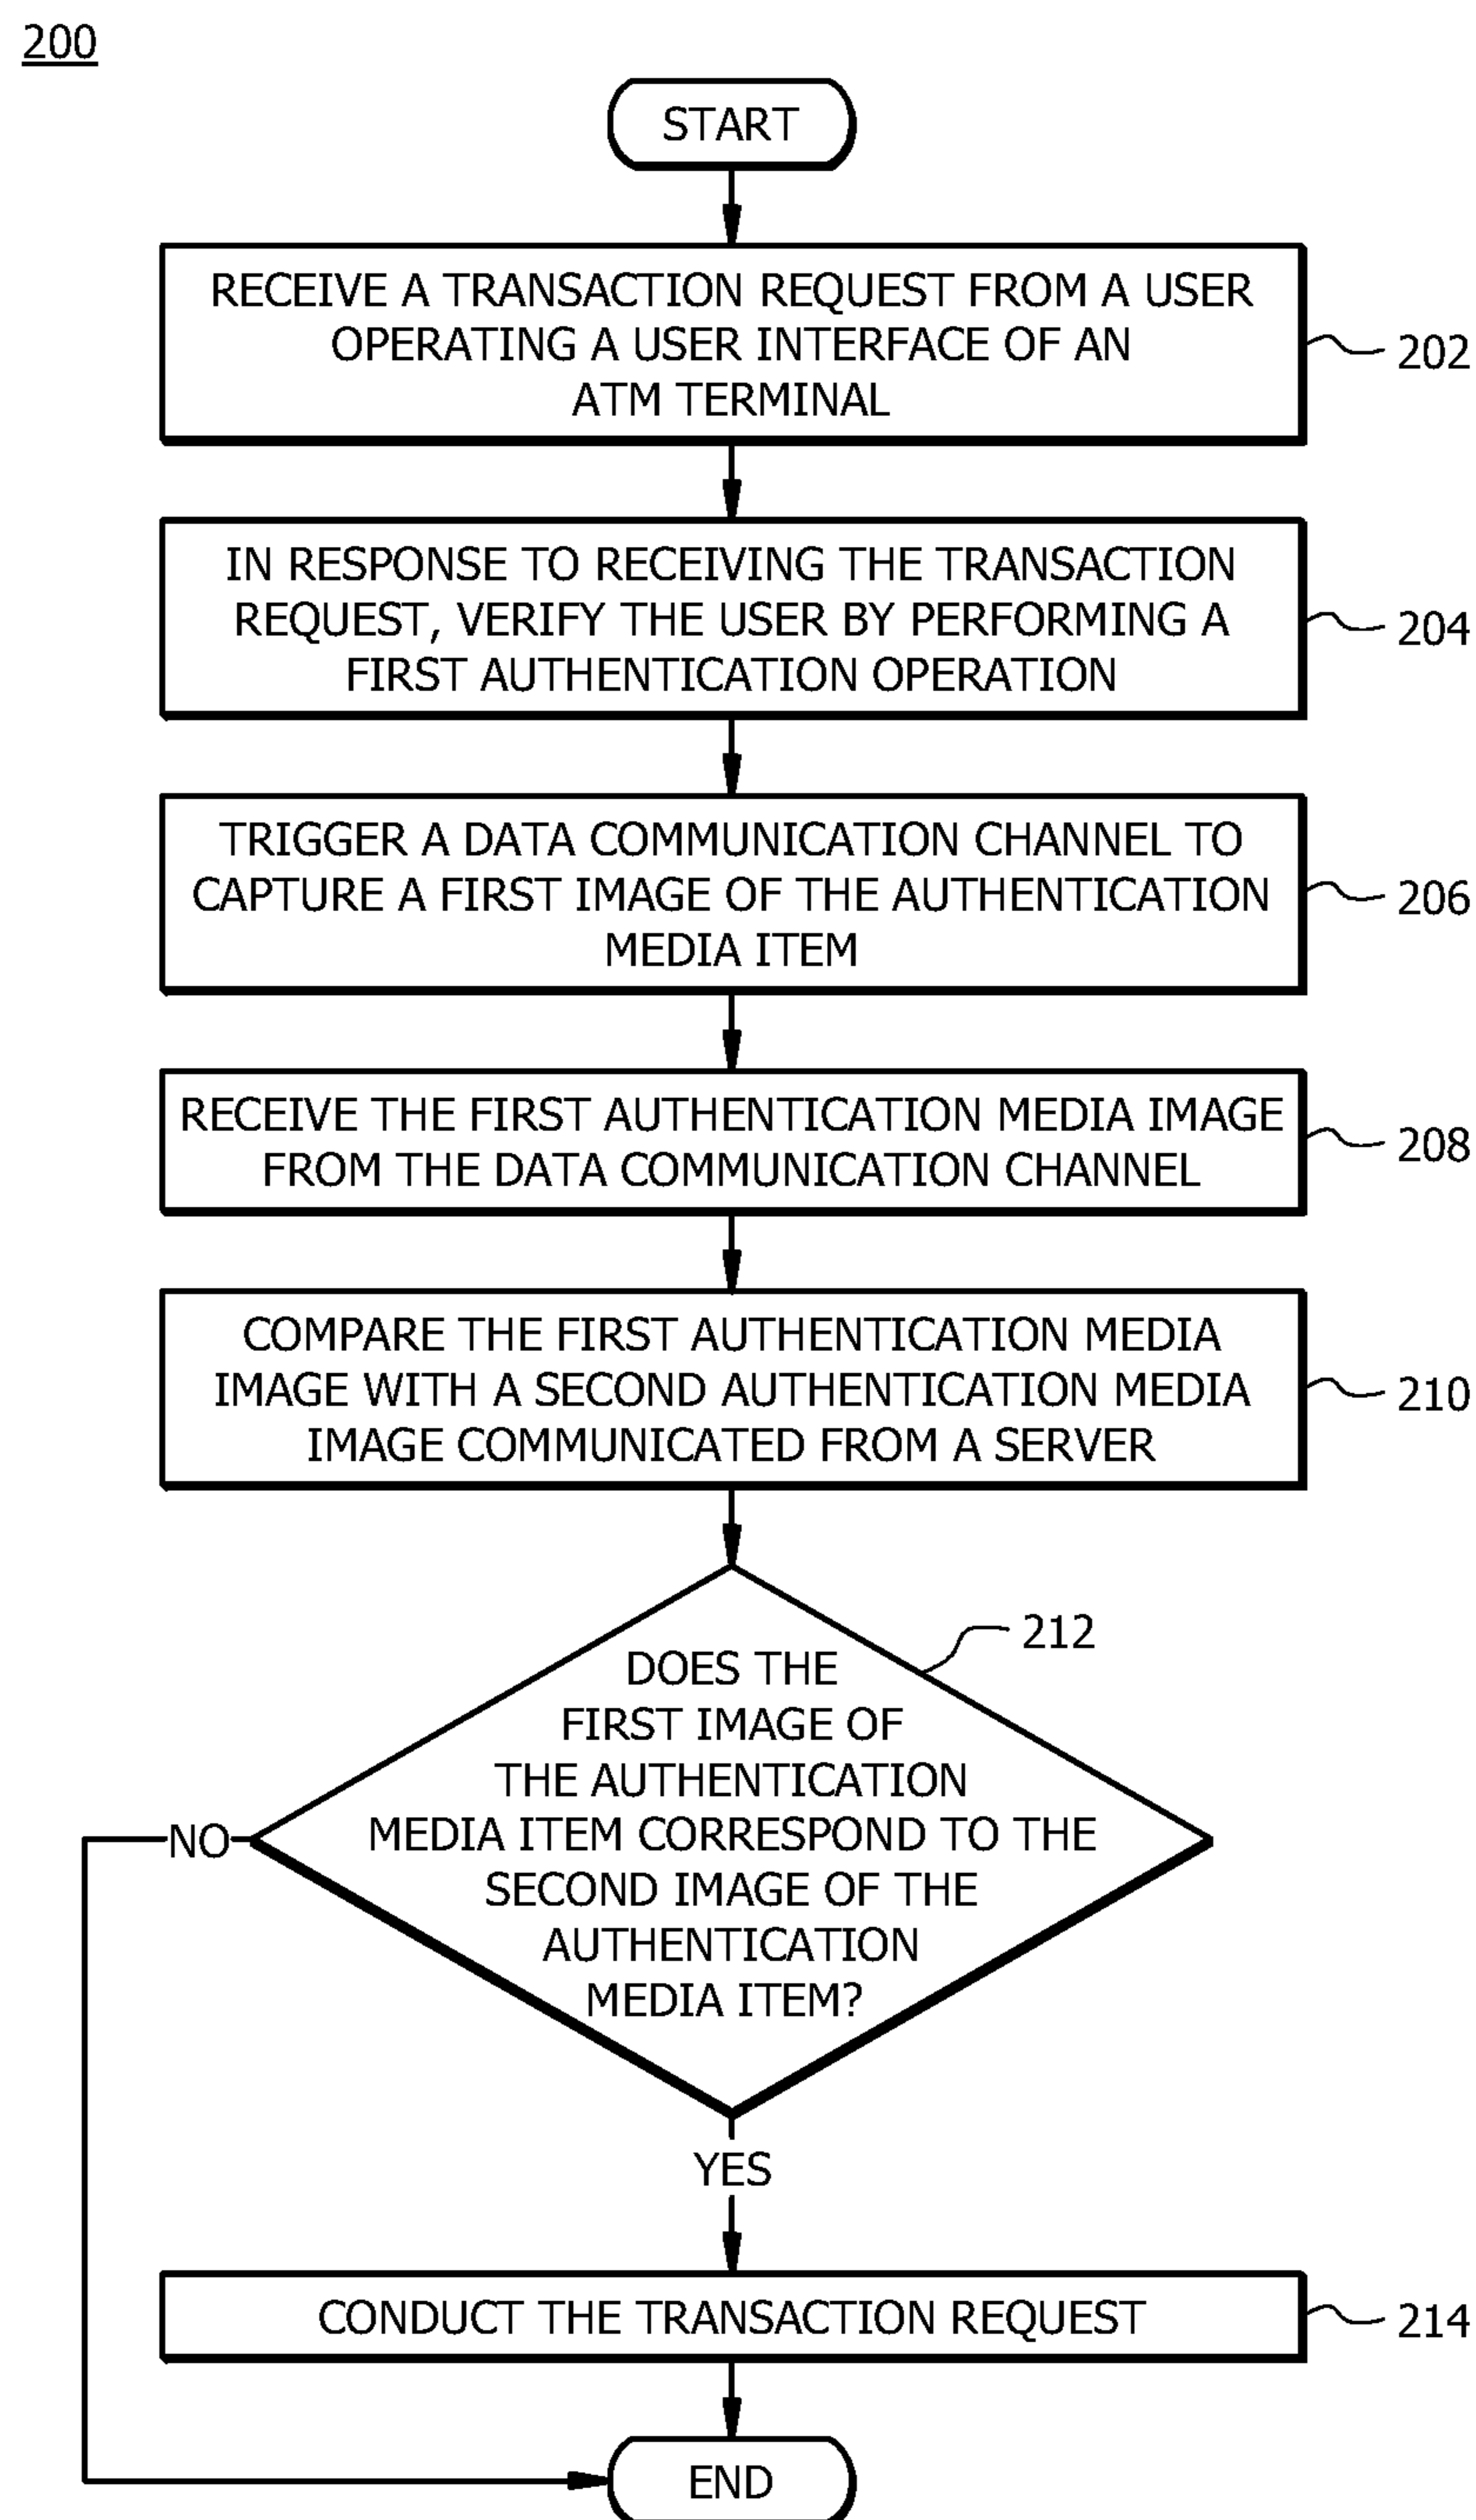 200
START
RECEIVE A TRANSACTION REQUEST FROM A USER
OPERATING A USER INTERFACE OF AN
ATM TERMINAL
202
IN RESPONSE TO RECEIVING THE TRANSACTION
REQUEST, VERIFY THE USER BY PERFORMING A
FIRST AUTHENTICATION OPERATION
204
TRIGGER A DATA COMMUNICATION CHANNEL TO
CAPTURE A FIRST IMAGE OF THE AUTHENTICATION
MEDIA ITEM
206
RECEIVE THE FIRST AUTHENTICATION MEDIA IMAGE
FROM THE DATA COMMUNICATION CHANNEL
208
COMPARE THE FIRST AUTHENTICATION MEDIA
IMAGE WITH A SECOND AUTHENTICATION MEDIA
IMAGE COMMUNICATED FROM A SERVER
210
212
DOES THE
FIRST IMAGE OF
THE AUTHENTICATION
MEDIA ITEM CORRESPOND TO THE
SECOND IMAGE OF THE
AUTHENTICATION
MEDIA ITEM?
NO
YES
CONDUCT THE TRANSACTION REQUEST
214
END